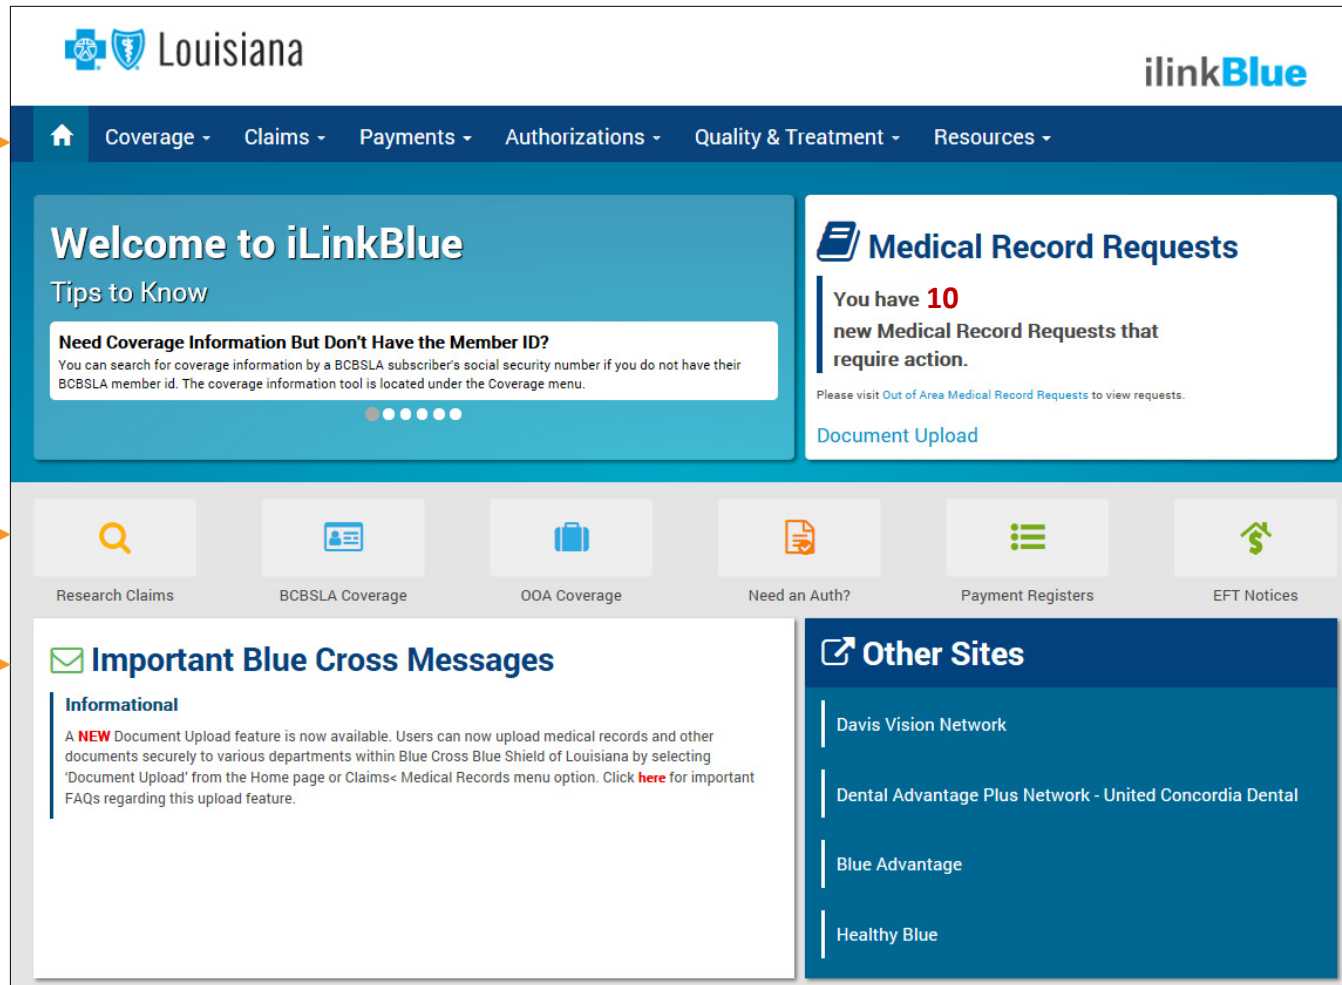 Louisiana
ilinkBlue
Coverage Claims Payments Authorizations Quality & Treatment Resources
Welcome to iLinkBlue
Tips to Know
Need Coverage Information But Don't Have the Member ID?
You can search for coverage information by a BCBSLA subscriber's social security number if you do not have their
BCBSLA member id. The coverage information tool is located under the Coverage menu.
Medical Record Requests
You have 10
new Medical Record Requests that
require action.
Please visit Out of Area Medical Record Requests to view requests.
Document Upload
Research Claims
BCBSLA Coverage
OOA Coverage
Need an Auth?
Payment Registers
EFT Notices
Important Blue Cross Messages
Informational
A NEW Document Upload feature is now available. Users can now upload medical records and other
documents securely to various departments within Blue Cross Blue Shield of Louisiana by selecting
'Document Upload' from the Home page or Claims< Medical Records menu option. Click here for important
FAQs regarding this upload feature.
Other Sites
Davis Vision Network
Dental Advantage Plus Network - United Concordia Dental
Blue Advantage
Healthy Blue